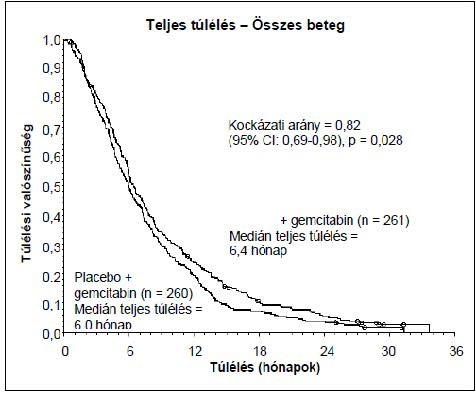 Teljes túlélés – Összes beteg
Túlélési valószínűség
1,0
0,9
0,8
0,7
0,6
0,5
0,3
0,2
0,1
0,0
Kockázati arány = 0,82
(95% CI: 0,69-0,98), p = 0,028
+ gemcitabin (n = 261)
Medián teljes túlélés =
6,4 hónap
Placebo +
gemcitabin (n = 260)
Medián teljes túlélés =
6,0 hónap
0 6 12 18 24 30 36
Túlélés (hónapok)